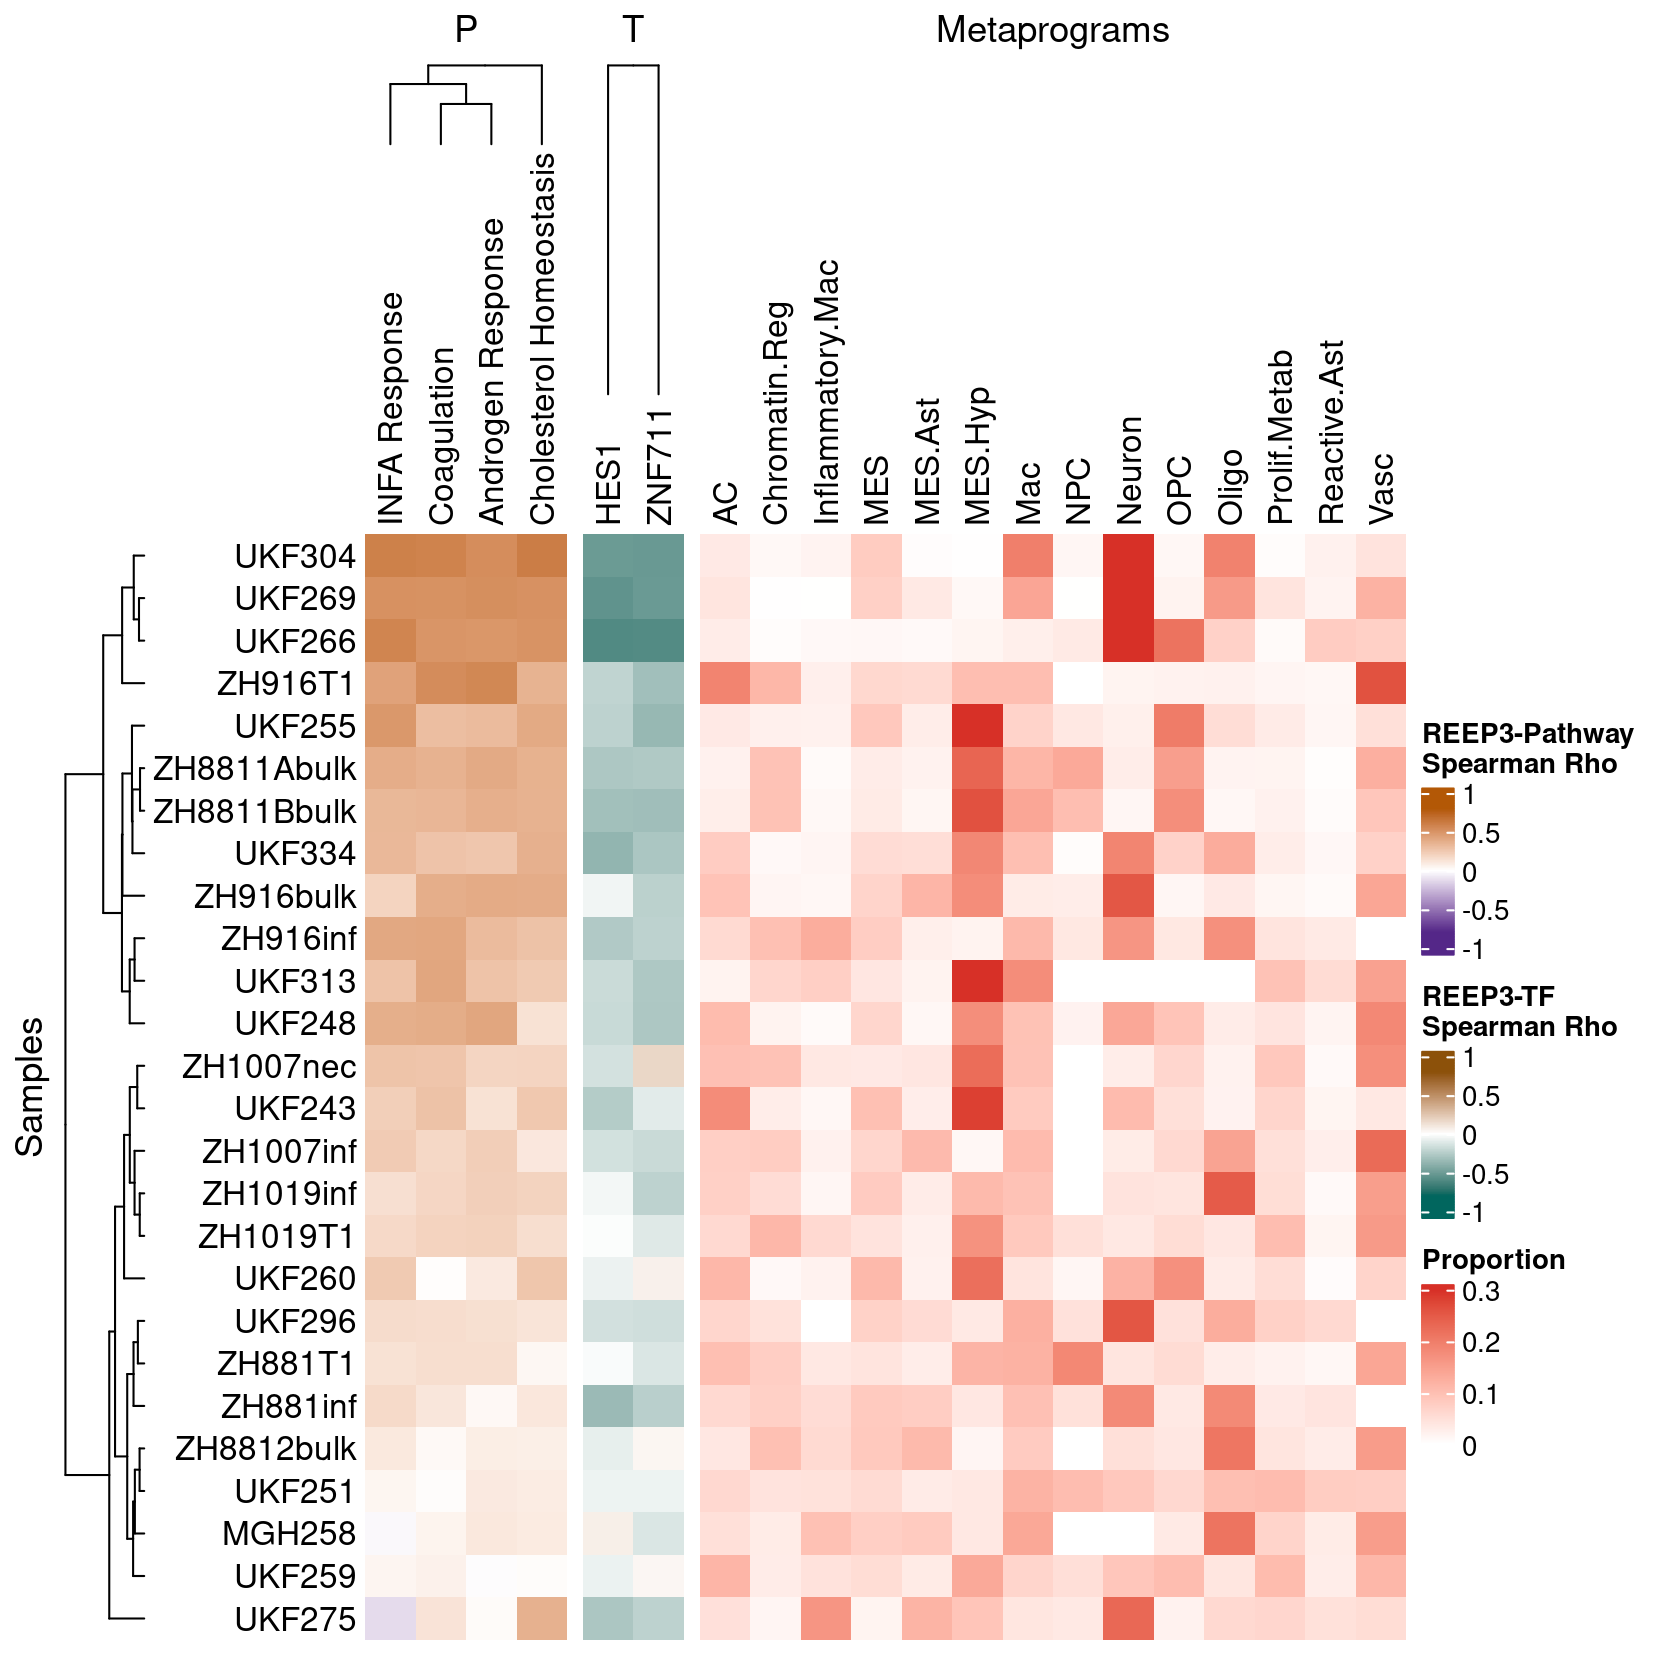 P
T
Metaprograms
INFA Response
Coagulation
Androgen Response
Cholesterol Homeostasis
HES1
ZNF711
AC
Chromatin.Reg
Inflammatory.Mac
MES
MES.Ast
MES.Hyp
Mac
NPC
Neuron
OPC
Oligo
Prolif.Metab
Reactive.Ast
Vasc
Samples
UKF304
UKF269
UKF266
ZH916T1
UKF255
ZH8811Abulk
ZH8811Bbulk
UKF334
ZH916bulk
ZH916inf
UKF313
UKF248
ZH1007nec
UKF243
ZH1007inf
ZH1019inf
ZH1019T1
UKF260
UKF296
ZH881T1
ZH881inf
ZH8812bulk
UKF251
MGH258
UKF259
UKF275
REEP3-Pathway
Spearman Rho
1
0.5
0
-0.5
-1
REEP3-TF
Spearman Rho
1
0.5
0
-0.5
-1
Proportion
0.3
0.2
0.1
0